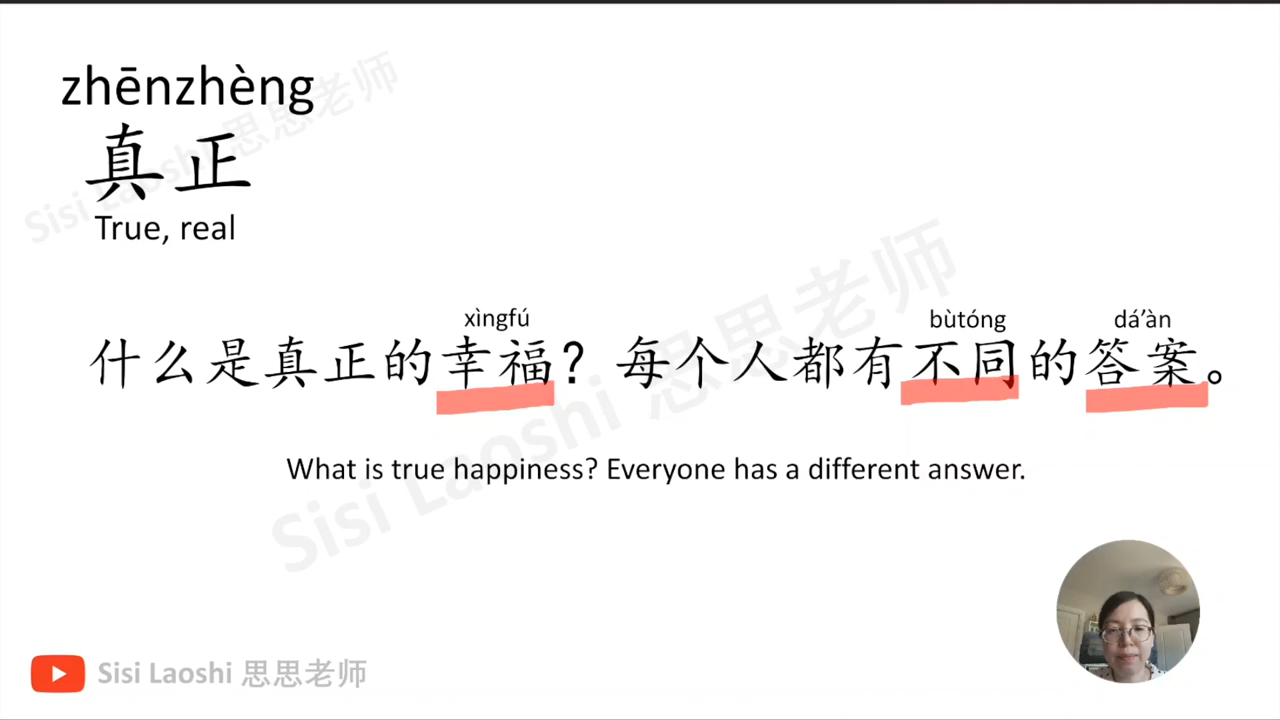 zhēnzhèng
真正
True, real
xìngfú bùtóng dá’àn
什么是真正的幸福？每个人都有不同的答案。
What is true happiness? Everyone has a different answer.
Sisi Laoshi 思思老师
Sisi Laoshi 思思老师
Sisi Laoshi 思思老师